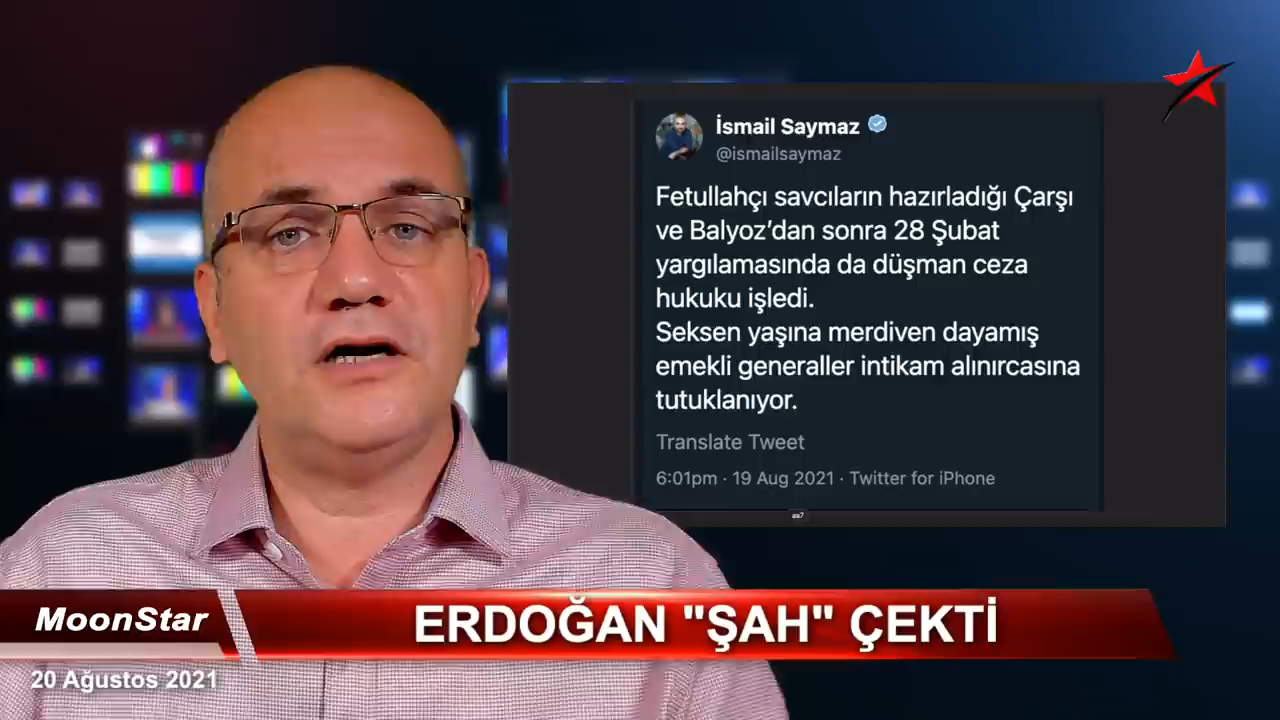 İsmail Saymaz
@ismailsaymaz
Fetullahçı savcıların hazırladığı Çarşı
ve Balyoz’dan sonra 28 Şubat
yargılamasında da düşman ceza
hukuku işledi.
Seksen yaşına merdiven dayamış
emekli generaller intikam alınırcasına
tutuklanıyor.
Translate Tweet
6:01pm · 19 Aug 2021 · Twitter for iPhone
MoonStar
ERDOĞAN "ŞAH" ÇEKTİ
20 Ağustos 2021